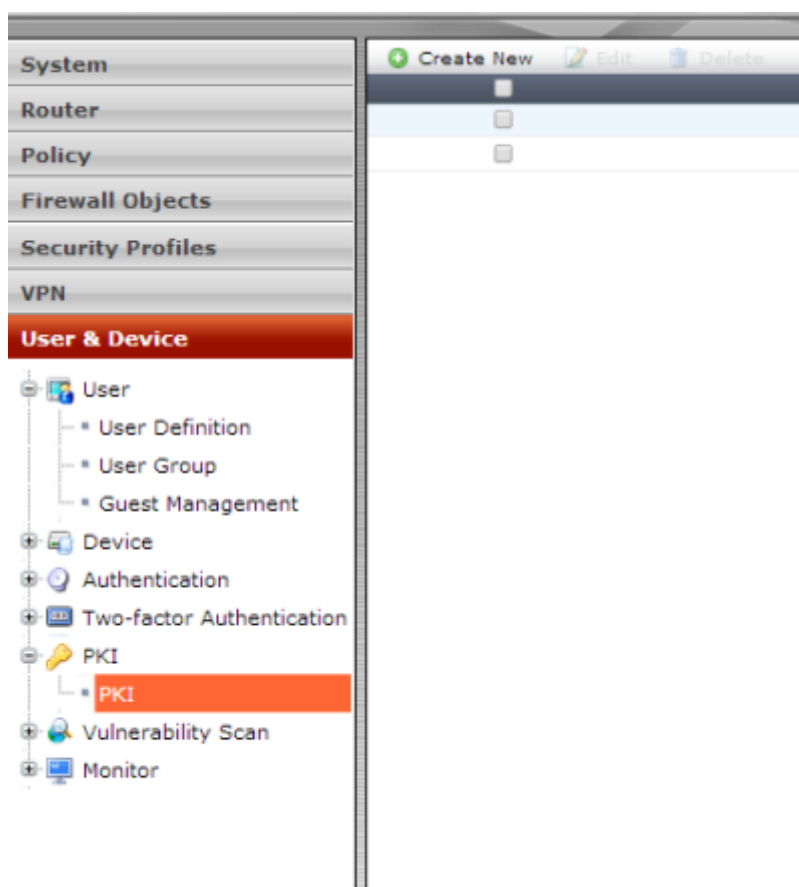 System
Router
Policy
Firewall Objects
Security Profiles
VPN
User & Device
User
User Definition
User Group
Guest Management
Device
Authentication
Two-factor Authentication
PKI
PKI
Vulnerability Scan
Monitor
Create New Edit Delete